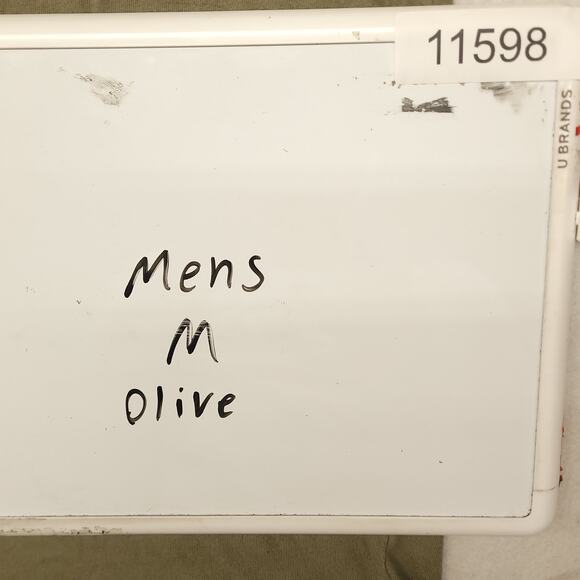 11598
U BRANDS
Mens
M
Olive